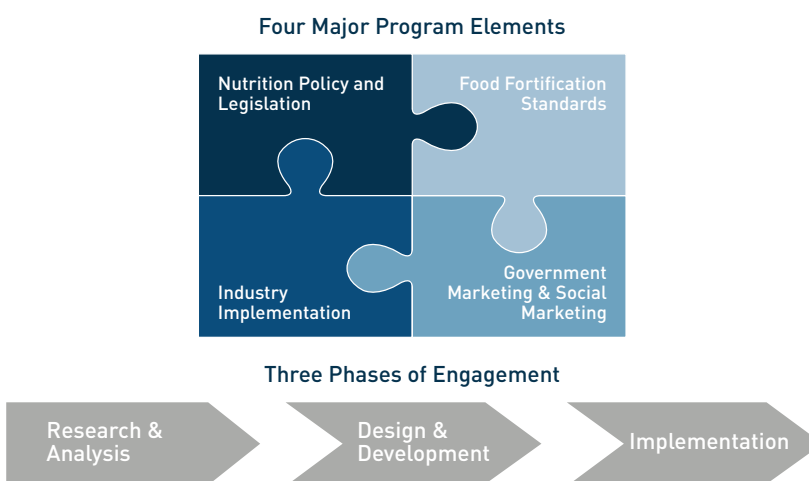 Four Major Program Elements
Nutrition Policy and
Legislation
Food Fortification
Standards
Industry
Implementation
Government
Marketing & Social
Marketing
Three Phases of Engagement
Research &
Analysis
Design &
Development
Implementation